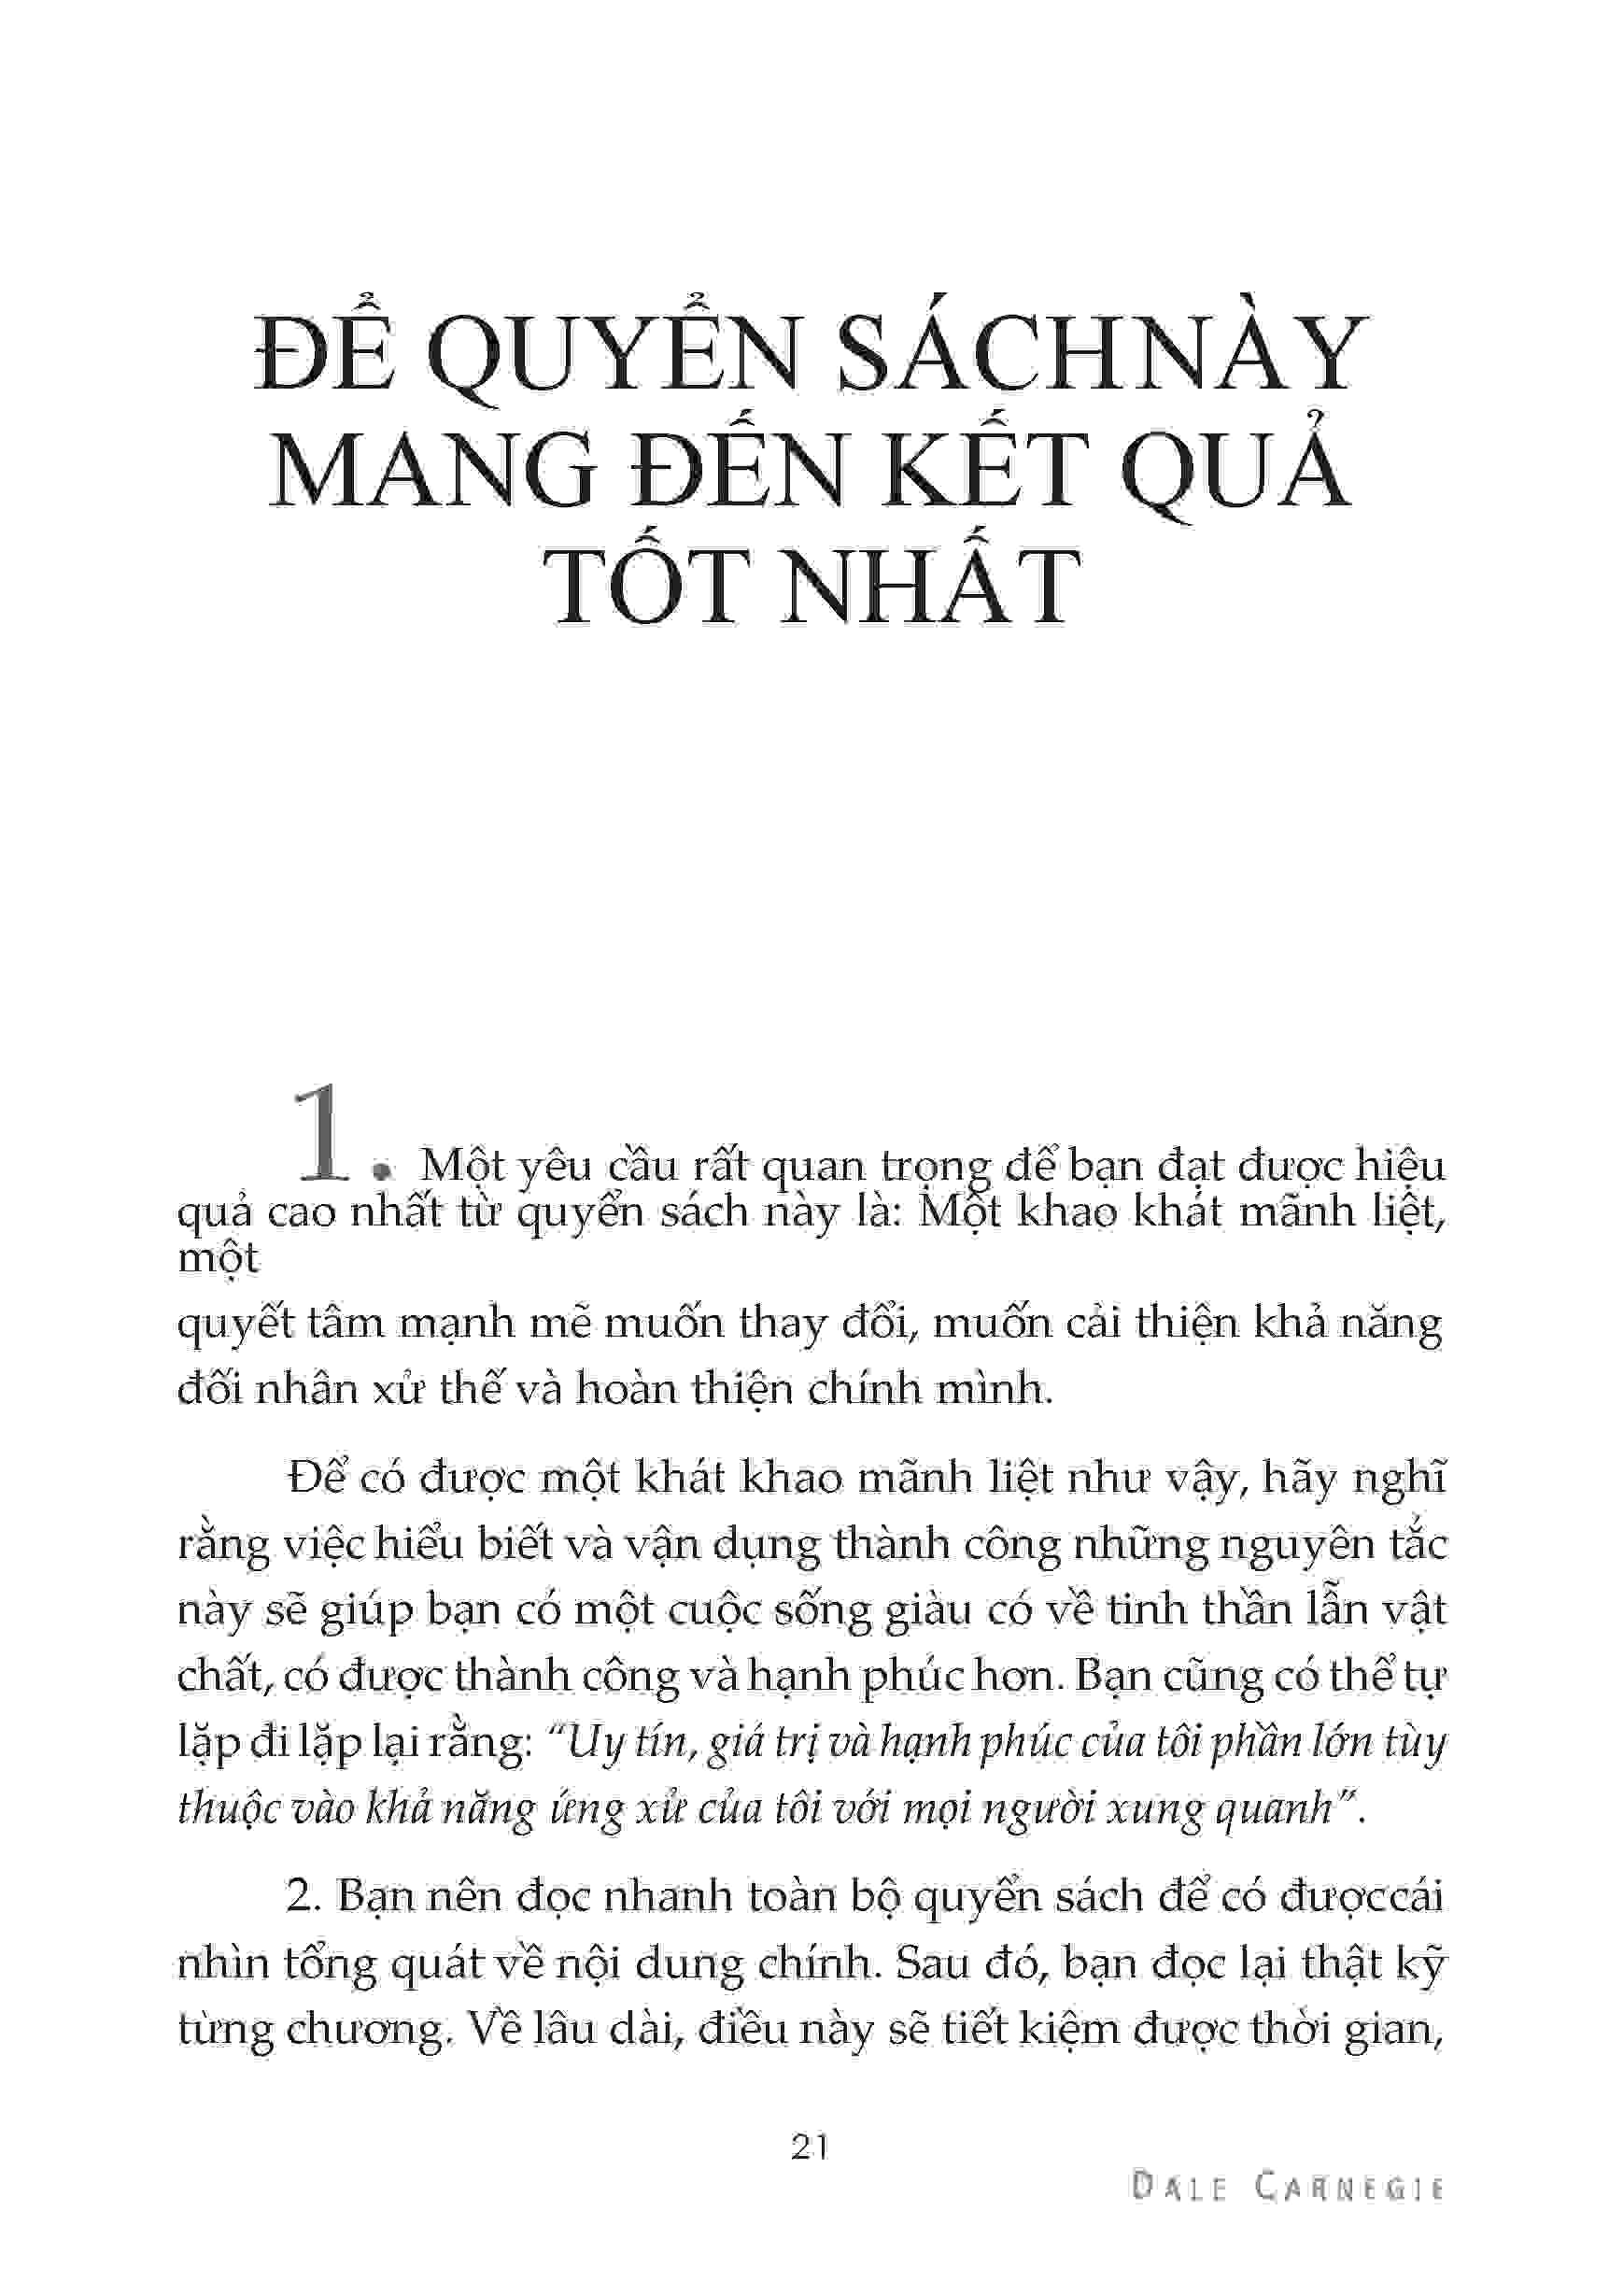 ĐỂ QUYỂN SÁCH NÀY
MANG ĐẾN KẾT QUẢ
TỐT NHẤT
1. Một yêu cầu rất quan trọng để bạn đạt được hiệu
quả cao nhất từ quyển sách này là: Một khao khát mãnh liệt,
một
quyết tâm mạnh mẽ muốn thay đổi, muốn cải thiện khả năng
đối nhân xử thế và hoàn thiện chính mình.
Để có được một khát khao mãnh liệt như vậy, hãy nghĩ
rằng việc hiểu biết và vận dụng thành công những nguyên tắc
này sẽ giúp bạn có một cuộc sống giàu có về tinh thần lẫn vật
chất, có được thành công và hạnh phúc hơn. Bạn cũng có thể tự
lặp đi lặp lại rằng: “Uy tín, giá trị và hạnh phúc của tôi phần lớn tùy
thuộc vào khả năng ứng xử của tôi với mọi người xung quanh”.
2. Bạn nên đọc nhanh toàn bộ quyển sách để có đượccái
nhìn tổng quát về nội dung chính. Sau đó, bạn đọc lại thật kỹ
từng chương. Về lâu dài, điều này sẽ tiết kiệm được thời gian,
21
DALE CARNEGIE